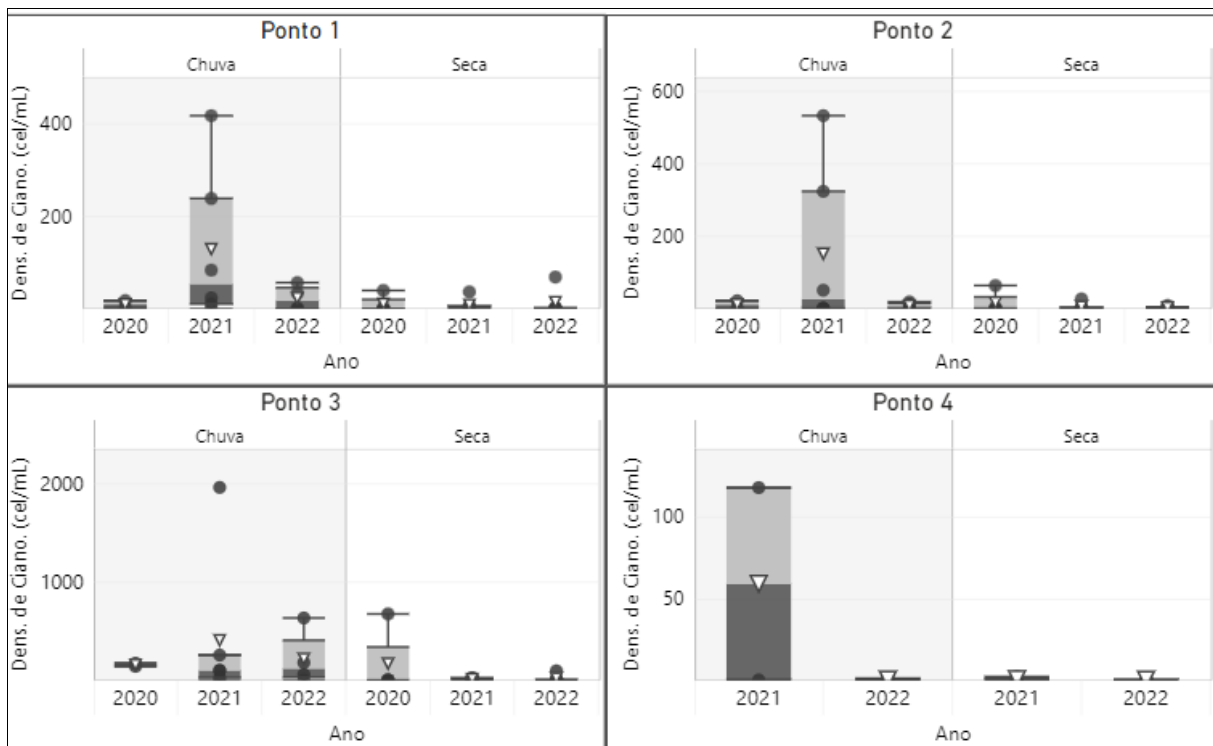 Ponto 1
Chuva
Seca
Dens. de Ciano. (cel/mL)
400
200
2020
2021
2022
2020
2021
2022
Ano
Ponto 2
Chuva
Seca
Dens. de Ciano. (cel/mL)
600
400
200
2020
2021
2022
2020
2021
2022
Ano
Ponto 3
Chuva
Seca
Dens. de Ciano. (cel/mL)
2000
1000
2020
2021
2022
2020
2021
2022
Ano
Ponto 4
Chuva
Seca
Dens. de Ciano. (cel/mL)
100
50
2021
2022
2021
2022
Ano